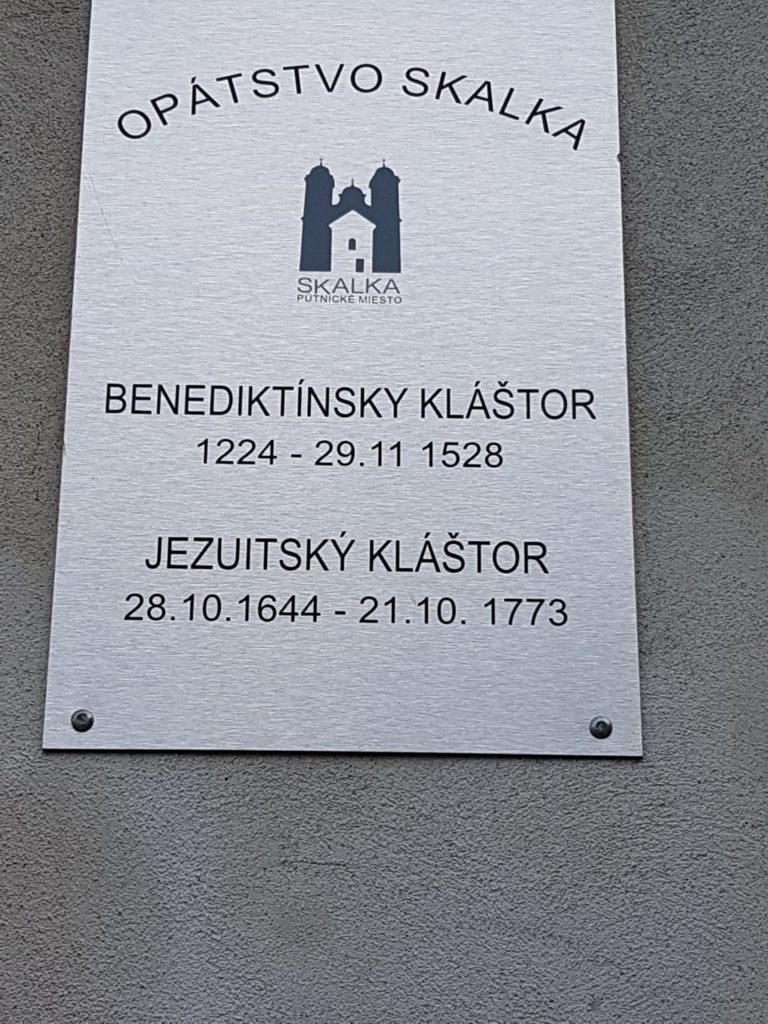 OPÁTSTVO SKALKA
SKALKA
PÚTNICKÉ MIESTO
BENEDIKTÍNSKY KLÁŠTOR
1224 - 29.11 1528
JEZUITSKÝ KLÁŠTOR
28.10.1644 - 21.10. 1773